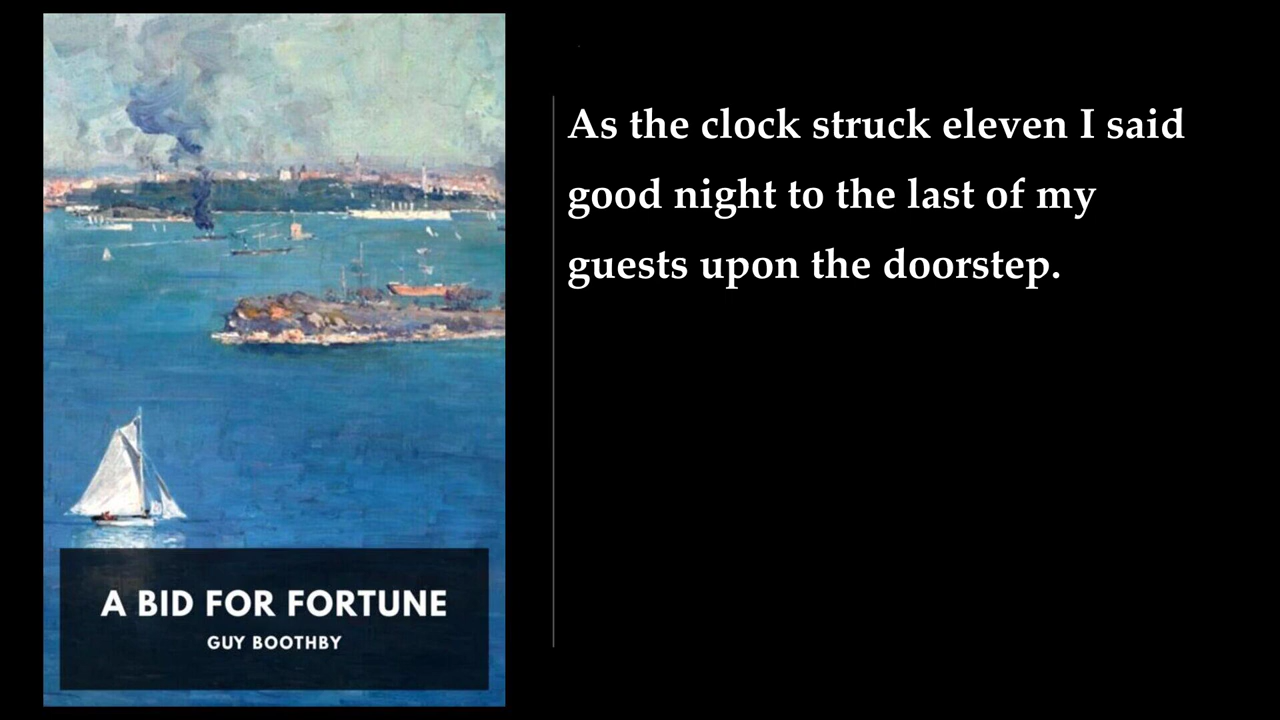 As the clock struck eleven I said
good night to the last of my
guests upon the doorstep.
A BID FOR FORTUNE
GUY BOOTHBY